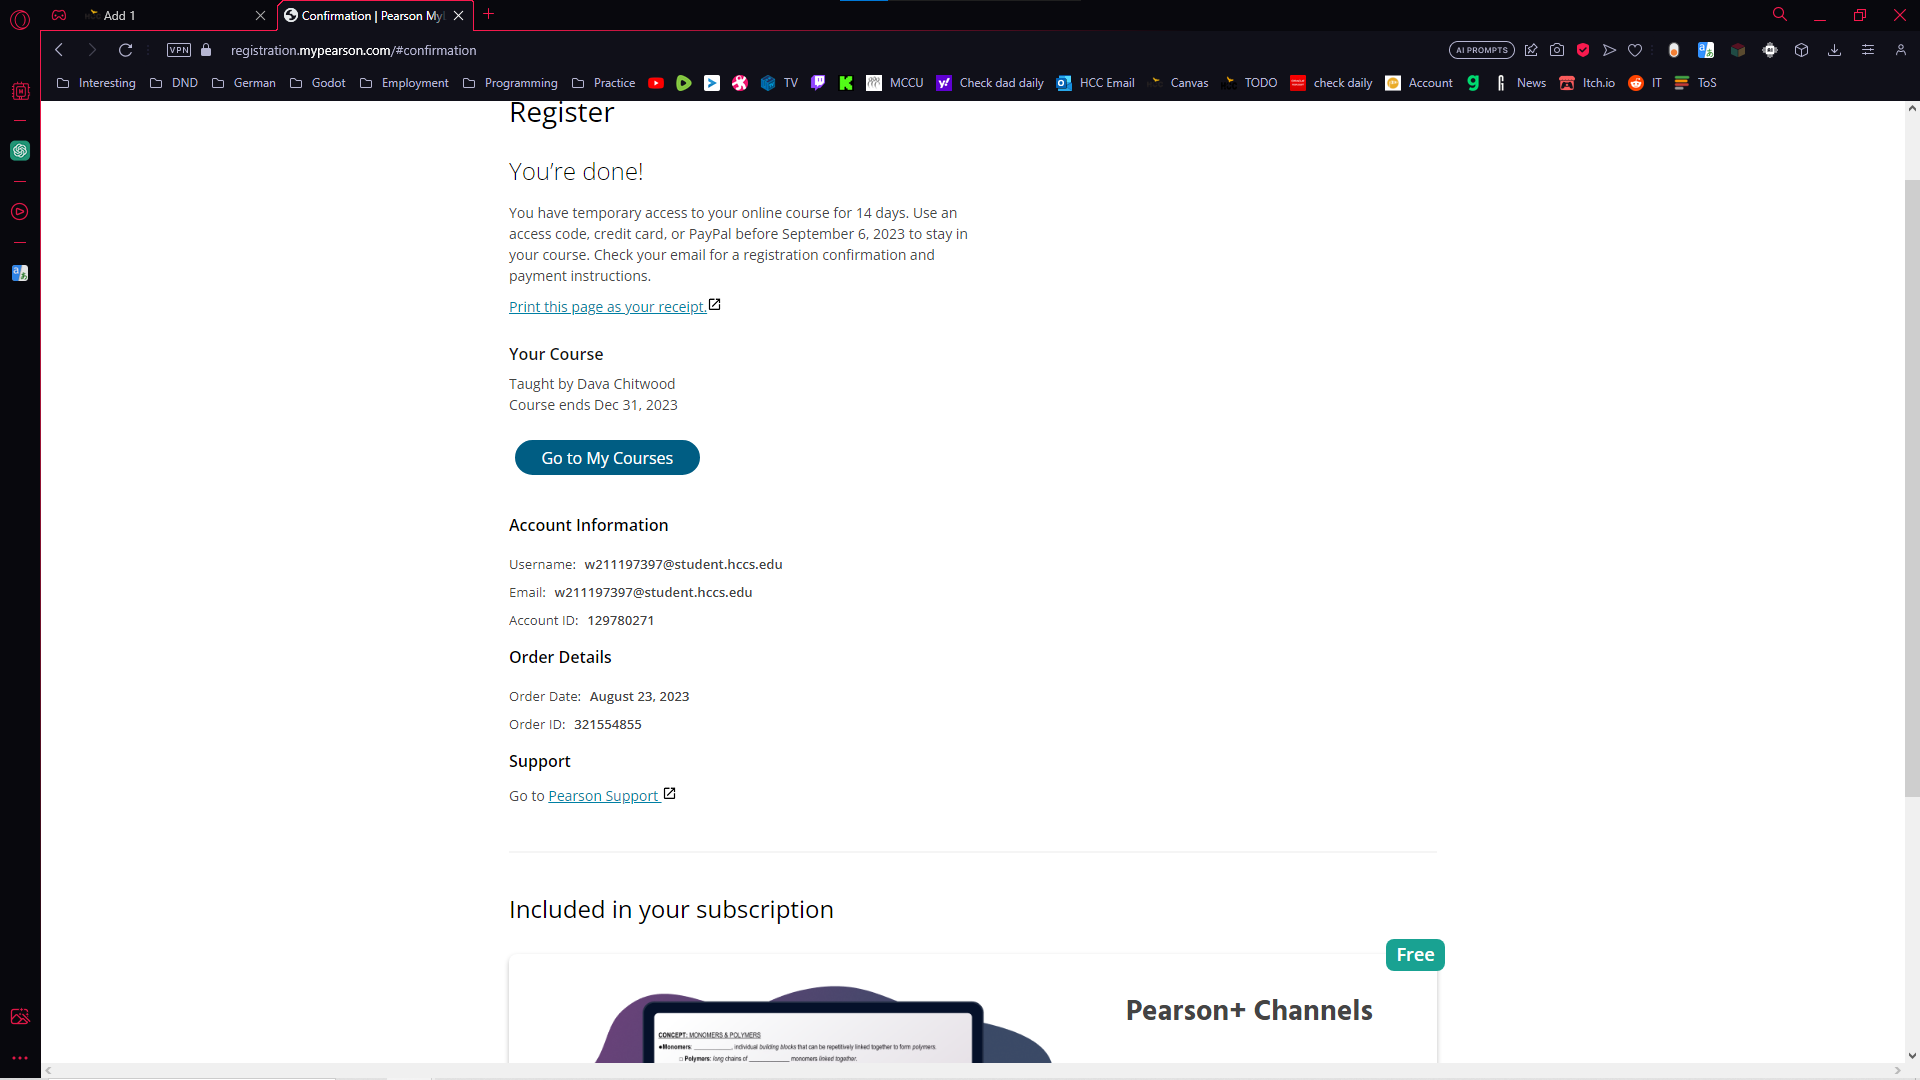 Add 1
Confirmation | Pearson My
VPN
registration.mypearson.com/#confirmation
AI PROMPTS
Interesting
DND
German
Godot
Employment
Programming
Practice
TV
MCCU
Check dad daily
HCC Email
Canvas
TODO
check daily
Account
News
Itch.io
IT
ToS
Register
You’re done!
You have temporary access to your online course for 14 days. Use an
access code, credit card, or PayPal before September 6, 2023 to stay in
your course. Check your email for a registration confirmation and
payment instructions.
Print this page as your receipt.
Your Course
Taught by Dava Chitwood
Course ends Dec 31, 2023
Go to My Courses
Account Information
Username: w211197397@student.hccs.edu
Email: w211197397@student.hccs.edu
Account ID: 129780271
Order Details
Order Date: August 23, 2023
Order ID: 321554855
Support
Go to Pearson Support
Included in your subscription
Free
Pearson+ Channels
CONCEPT: MONOMERS & POLYMERS
●Monomers: __________, individual building blocks that can be repetitively linked together to form polymers.
□ Polymers: long chains of __________ monomers linked together.